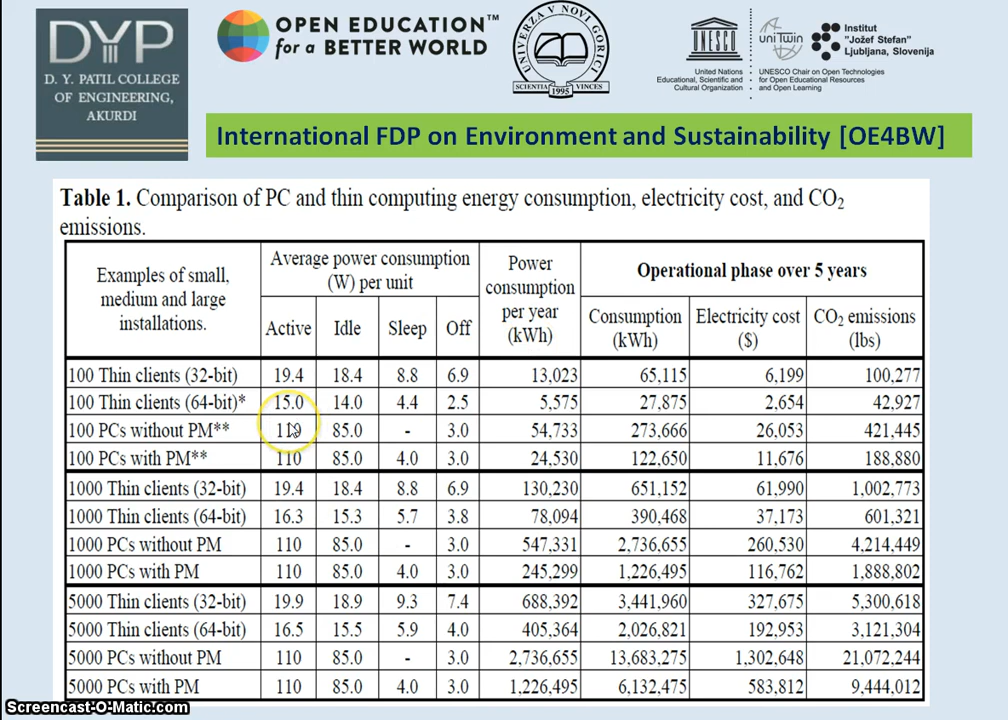 DYP
D. Y. PATIL COLLEGE
OF ENGINEERING,
AKURDI
OPEN EDUCATION™
for a BETTER WORLD
UNIVERZA V NOVI GORICI
SCIENTIA VINCES
1995
UNESCO
United Nations
Educational, Scientific and
Cultural Organization
uniTwin
UNESCO Chair on Open Technologies
for Open Educational Resources
and Open Learning
Institut
"Jožef Stefan"
Ljubljana, Slovenija
International FDP on Environment and Sustainability [OE4BW]
Table 1. Comparison of PC and thin computing energy consumption, electricity cost, and CO₂
emissions.
Examples of small,
medium and large
installations.
Average power consumption
(W) per unit
Active Idle Sleep Off
Power
consumption
per year
(kWh)
Operational phase over 5 years
Consumption
(kWh)
Electricity cost
($)
CO₂ emissions
(lbs)
100 Thin clients (32-bit) 19.4 18.4 8.8 6.9 13,023 65,115 6,199 100,277
100 Thin clients (64-bit)* 15.0 14.0 4.4 2.5 5,575 27,875 2,654 42,927
100 PCs without PM** 85.0 - 3.0 54,733 273,666 26,053 421,445
100 PCs with PM** 110 85.0 4.0 3.0 24,530 122,650 11,676 188,880
1000 Thin clients (32-bit) 19.4 18.4 8.8 6.9 130,230 651,152 61,990 1,002,773
1000 Thin clients (64-bit) 16.3 15.3 5.7 3.8 78,094 390,468 37,173 601,321
1000 PCs without PM 110 85.0 - 3.0 547,331 2,736,655 260,530 4,214,449
1000 PCs with PM 110 85.0 4.0 3.0 245,299 1,226,495 116,762 1,888,802
5000 Thin clients (32-bit) 19.9 18.9 9.3 7.4 688,392 3,441,960 327,675 5,300,618
5000 Thin clients (64-bit) 16.5 15.5 5.9 4.0 405,364 2,026,821 192,953 3,121,304
5000 PCs without PM 110 85.0 - 3.0 2,736,655 13,683,275 1,302,648 21,072,244
5000 PCs with PM 110 85.0 4.0 3.0 1,226,495 6,132,475 583,812 9,444,012
Screencast-O-Matic.com